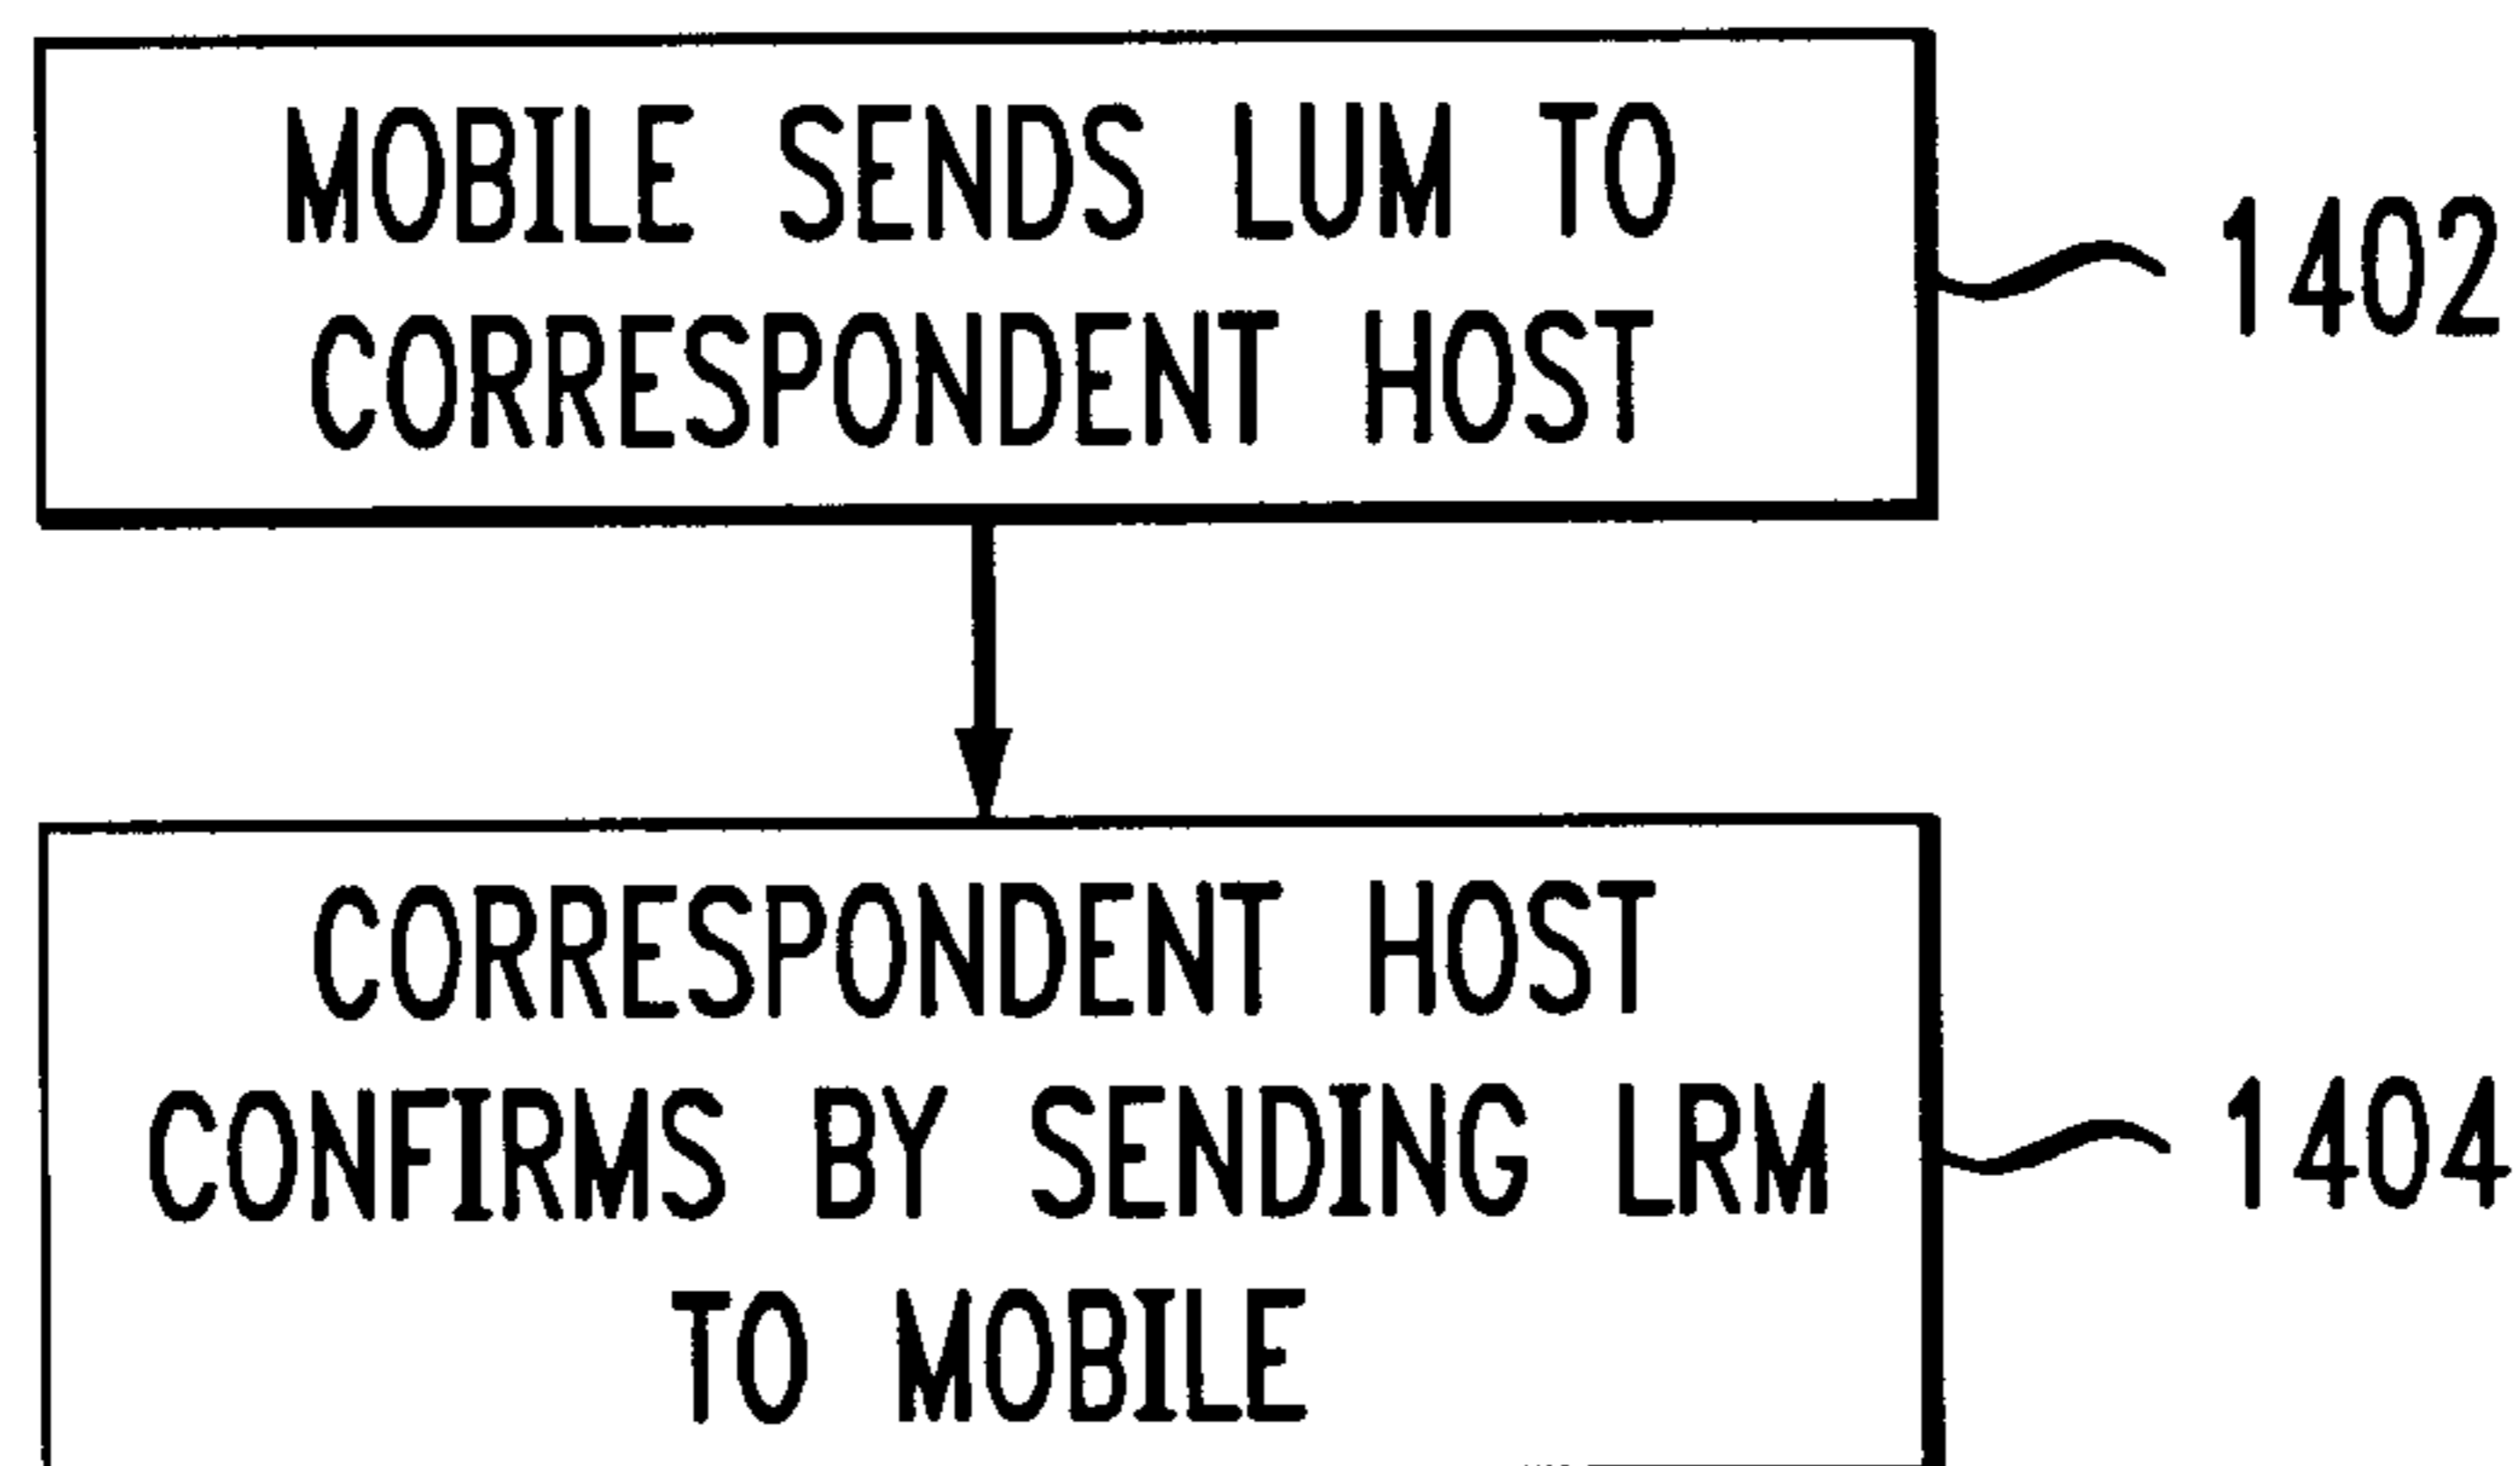 MOBILE SENDS LUM TO
CORRESPONDENT HOST
1402
CORRESPONDENT HOST
CONFIRMS BY SENDING LRM
TO MOBILE
1404